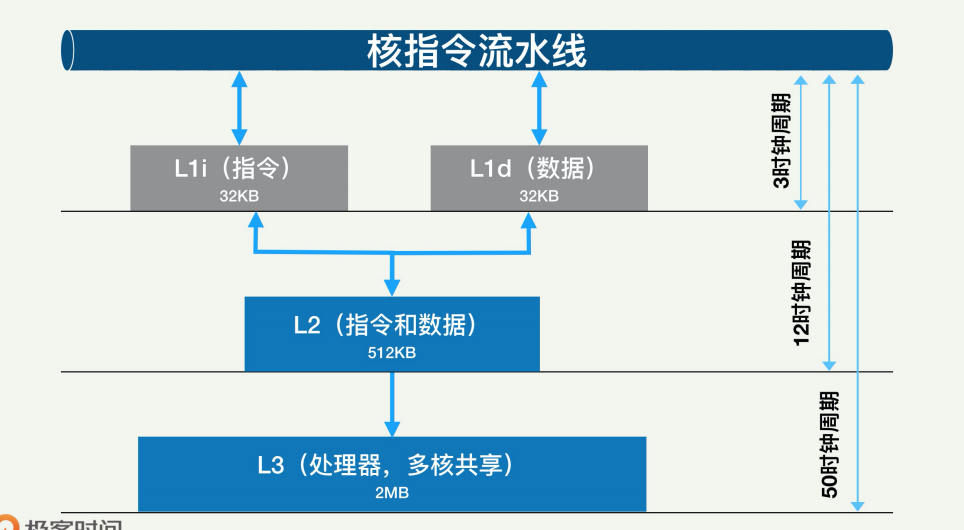 核指令流水线
L1i（指令）
32KB
L1d（数据）
32KB
3时钟周期
L2（指令和数据）
512KB
12时钟周期
L3（处理器，多核共享）
2MB
50时钟周期
极客时间